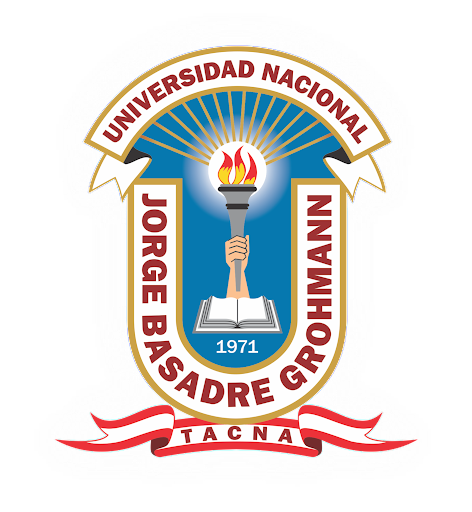 UNIVERSIDAD NACIONAL
JORGE BASADRE GROHMANN
1971
TACNA